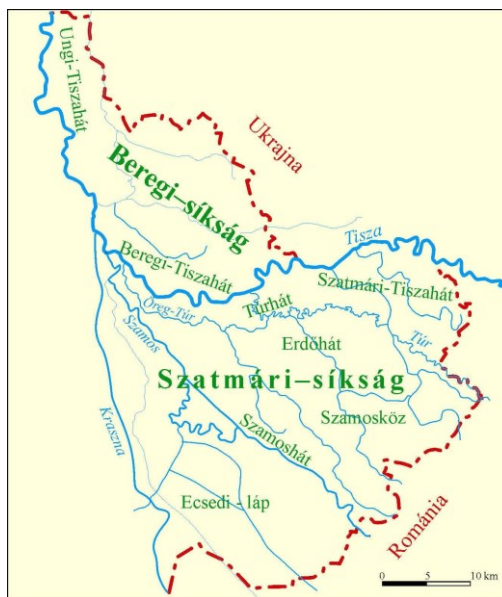 Ungi-Tiszahát
Ukrajna
Beregi–síkság
Tisza
Beregi-Tiszahát
Szatmári-Tiszahát
Túrhát
Öreg-Túr
Szamos
Túr
Erdőhát
Szatmári–síkság
Kraszna
Szamosköz
Szamoshát
Ecsedi - láp
Románia
0 5 10 km